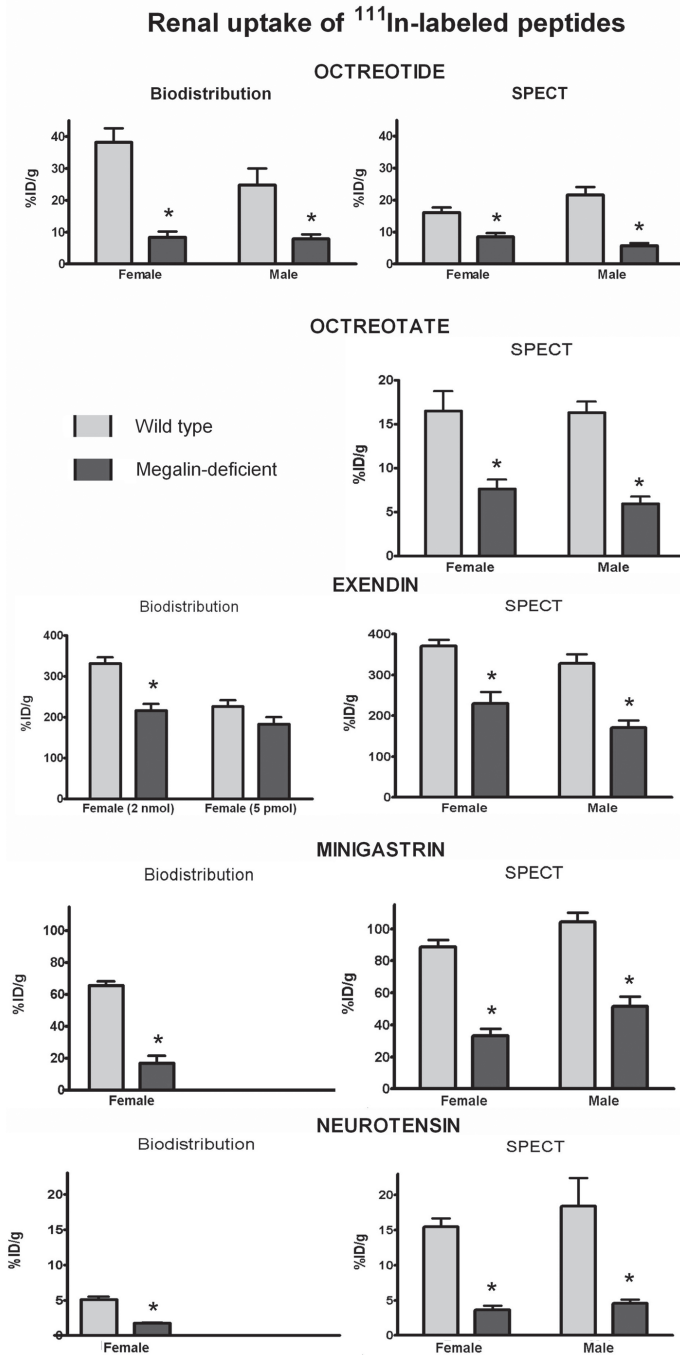 Renal uptake of ¹¹¹In-labeled peptides
OCTREOTIDE
Biodistribution
SPECT
%ID/g
40
30
20
10
0
*
*
Female
Male
%ID/g
40
30
20
10
0
*
*
Female
Male
OCTREOTATE
SPECT
Wild type
Megalin-deficient
%ID/g
20
15
10
5
0
*
*
Female
Male
EXENDIN
Biodistribution
SPECT
%ID/g
400
300
200
100
0
*
Female (2 nmol)
Female (5 pmol)
%ID/g
400
300
200
100
0
*
*
Female
Male
MINIGASTRIN
Biodistribution
SPECT
%ID/g
100
80
60
40
20
0
*
Female
%ID/g
100
80
60
40
20
0
*
*
Female
Male
NEUROTENSIN
Biodistribution
SPECT
%ID/g
20
15
10
5
0
*
Female
%ID/g
20
15
10
5
0
*
*
Female
Male